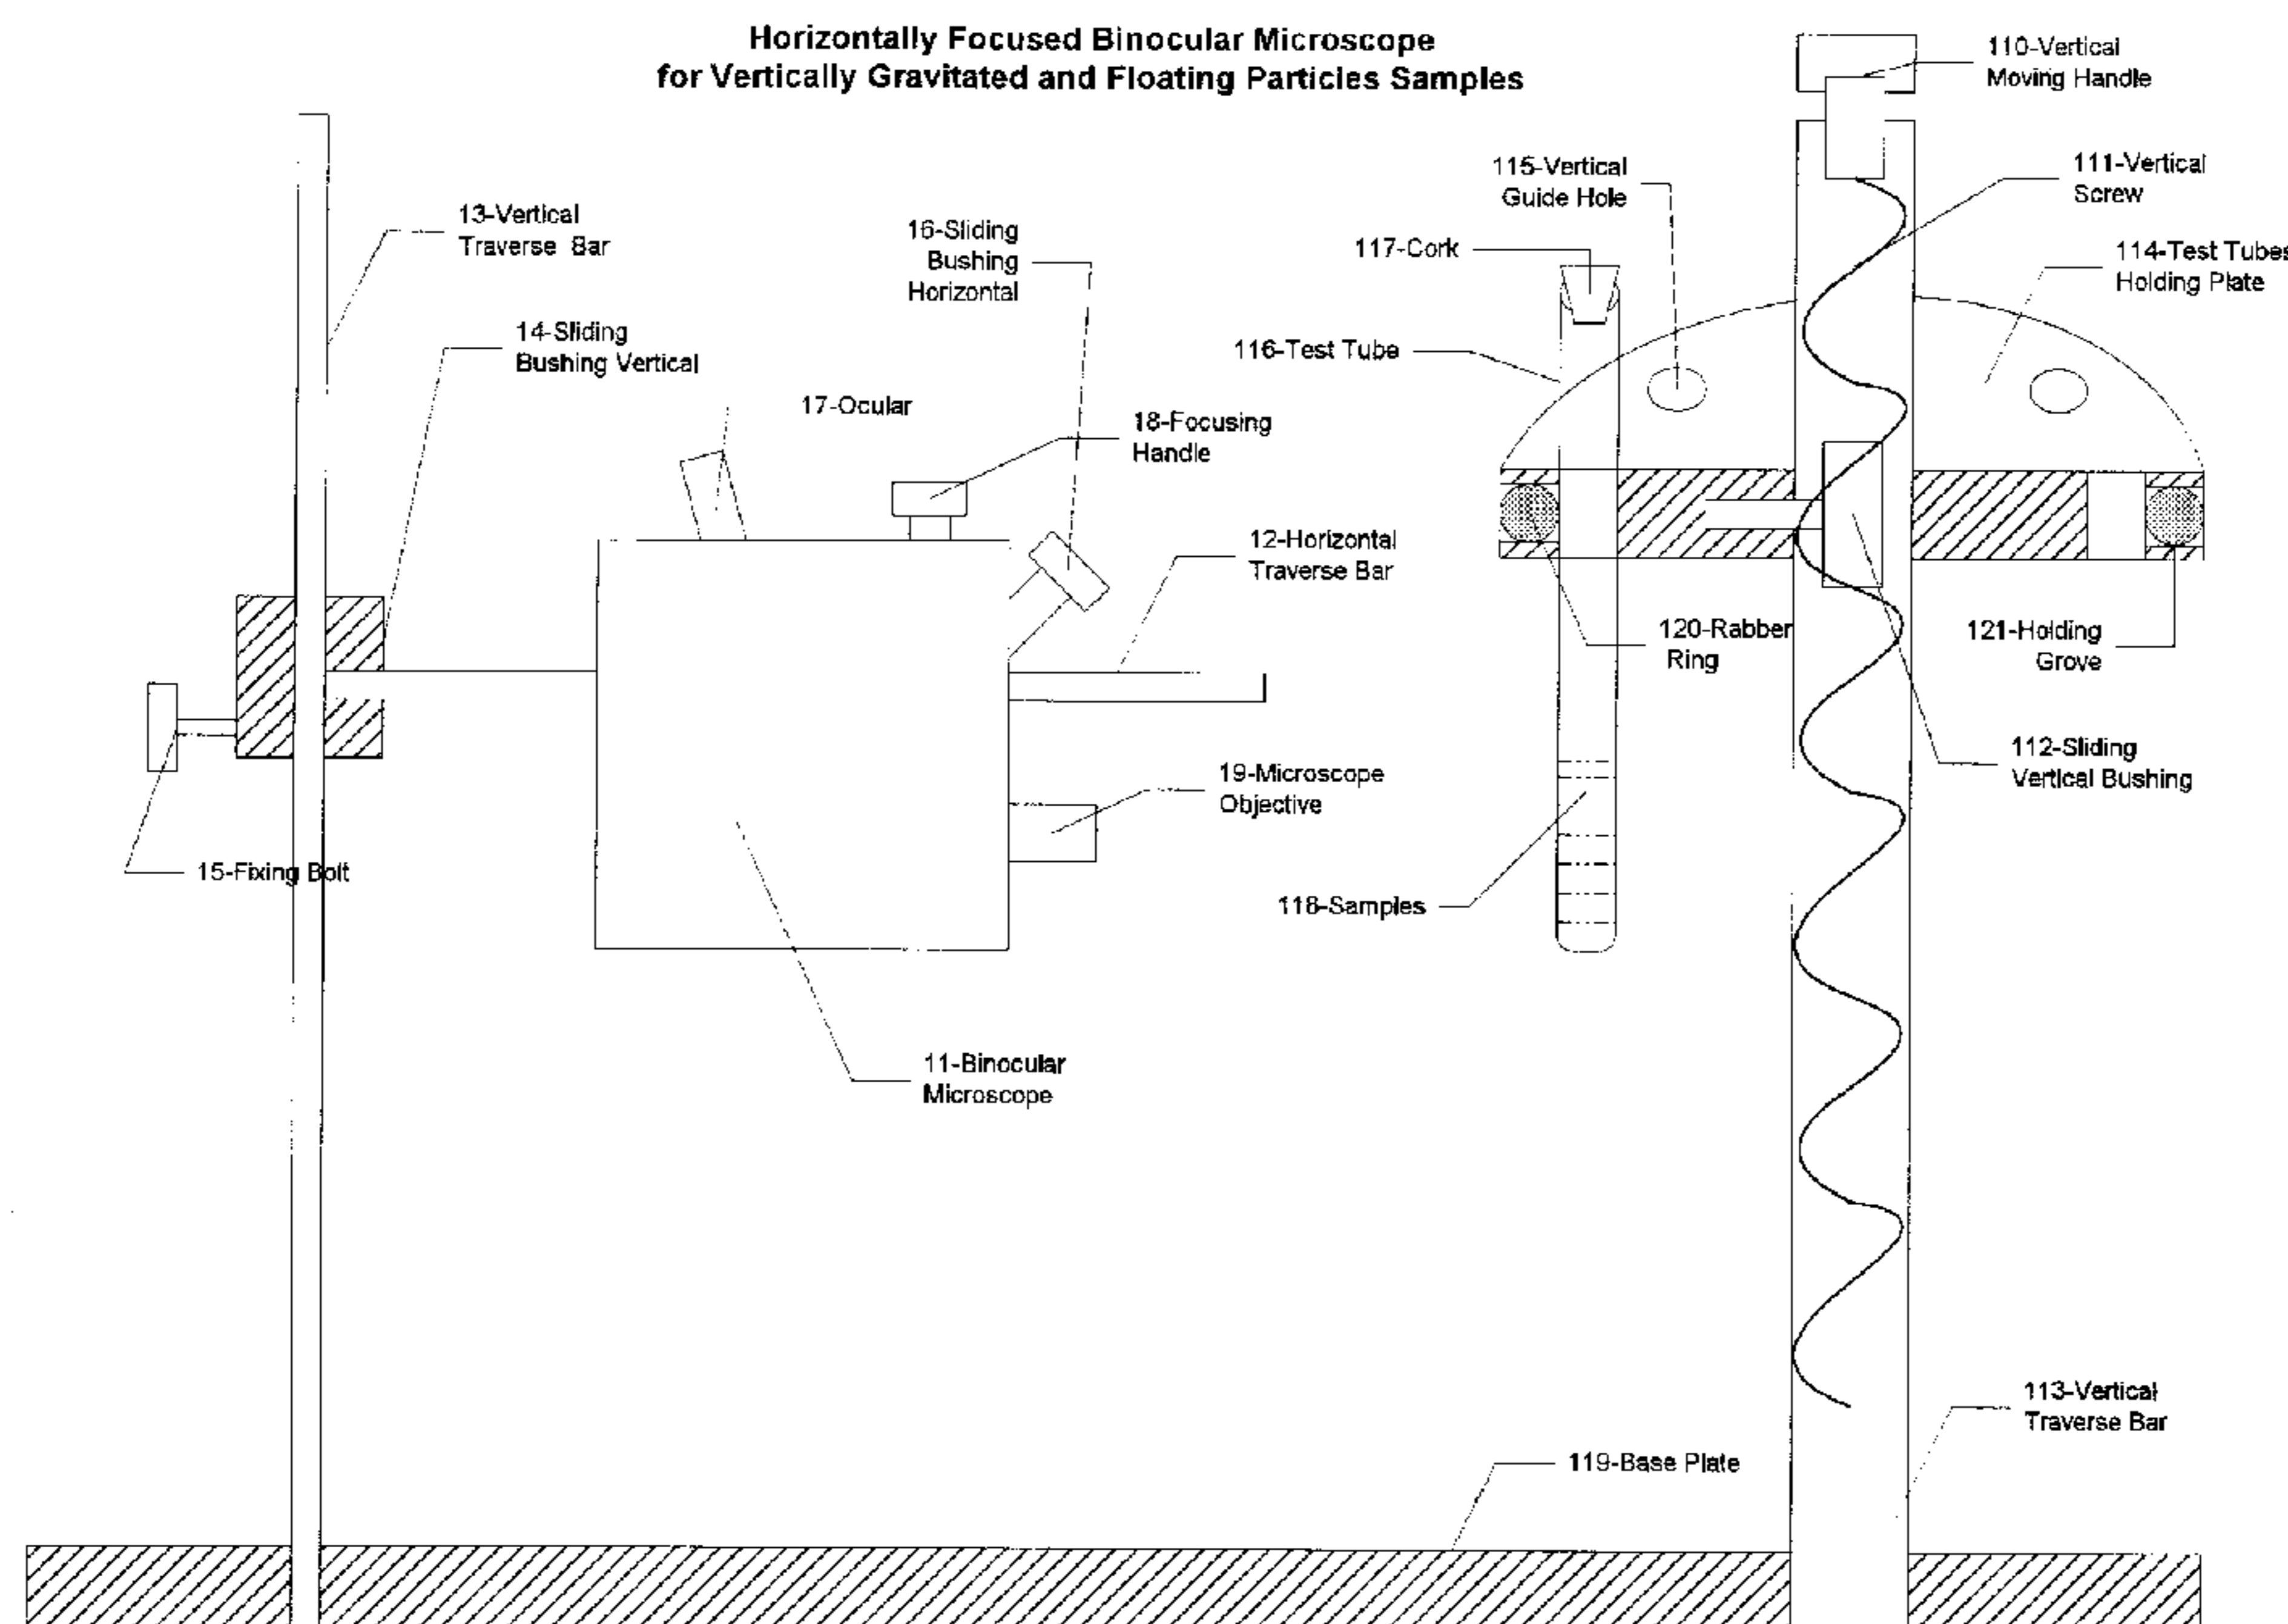 Horizontally Focused Binocular Microscope
for Vertically Gravitated and Floating Particles Samples
110-Vertical
Moving Handle
115-Vertical
Guide Hole
111-Vertical
Screw
13-Vertical
Traverse Bar
16-Sliding
Bushing
Horizontal
117-Cork
114-Test Tubes
Holding Plate
14-Sliding
Bushing Vertical
116-Test Tube
17-Ocular
18-Focusing
Handle
12-Horizontal
Traverse Bar
120-Rabber
Ring
121-Holding
Grove
112-Sliding
Vertical Bushing
19-Microscope
Objective
15-Fixing Bolt
118-Samples
11-Binocular
Microscope
113-Vertical
Traverse Bar
119-Base Plate